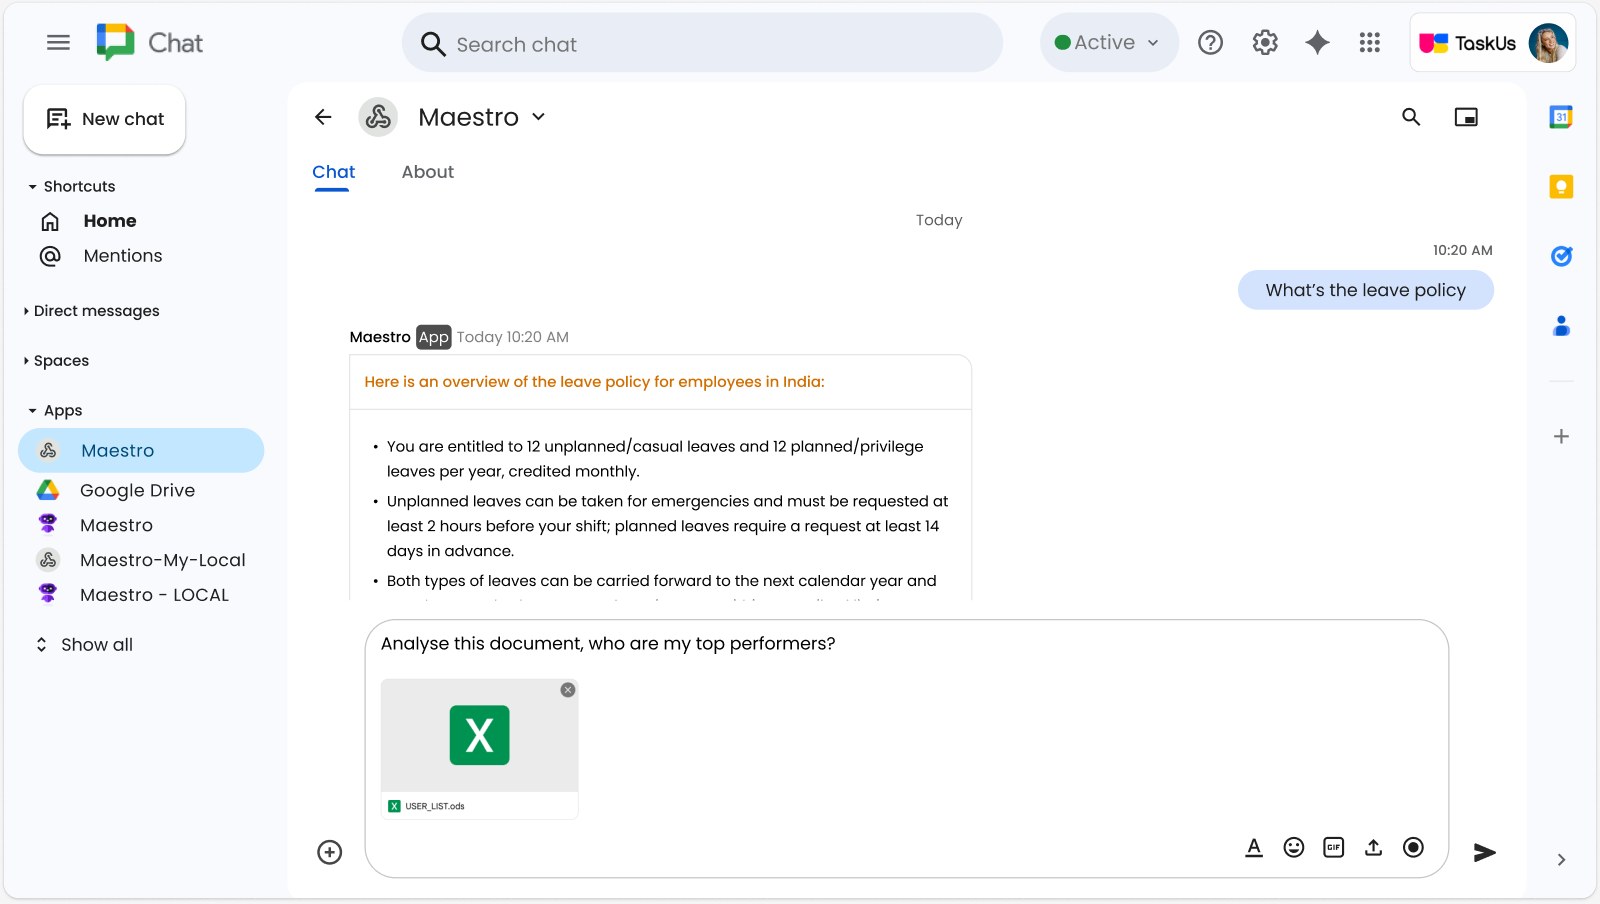 Chat
Search chat
Active
TaskUs
New chat
Shortcuts
Home
Mentions
Direct messages
Spaces
Apps
Maestro
Google Drive
Maestro
Maestro-My-Local
Maestro - LOCAL
Show all
Maestro
Chat
About
Today
10:20 AM
What's the leave policy
Maestro App Today 10:20 AM
Here is an overview of the leave policy for employees in India:
• You are entitled to 12 unplanned/casual leaves and 12 planned/privilege
leaves per year, credited monthly.
• Unplanned leaves can be taken for emergencies and must be requested at
least 2 hours before your shift; planned leaves require a request at least 14
days in advance.
• Both types of leaves can be carried forward to the next calendar year and
Analyse this document, who are my top performers?
X
X USER_LIST.ods
A
GIF
31